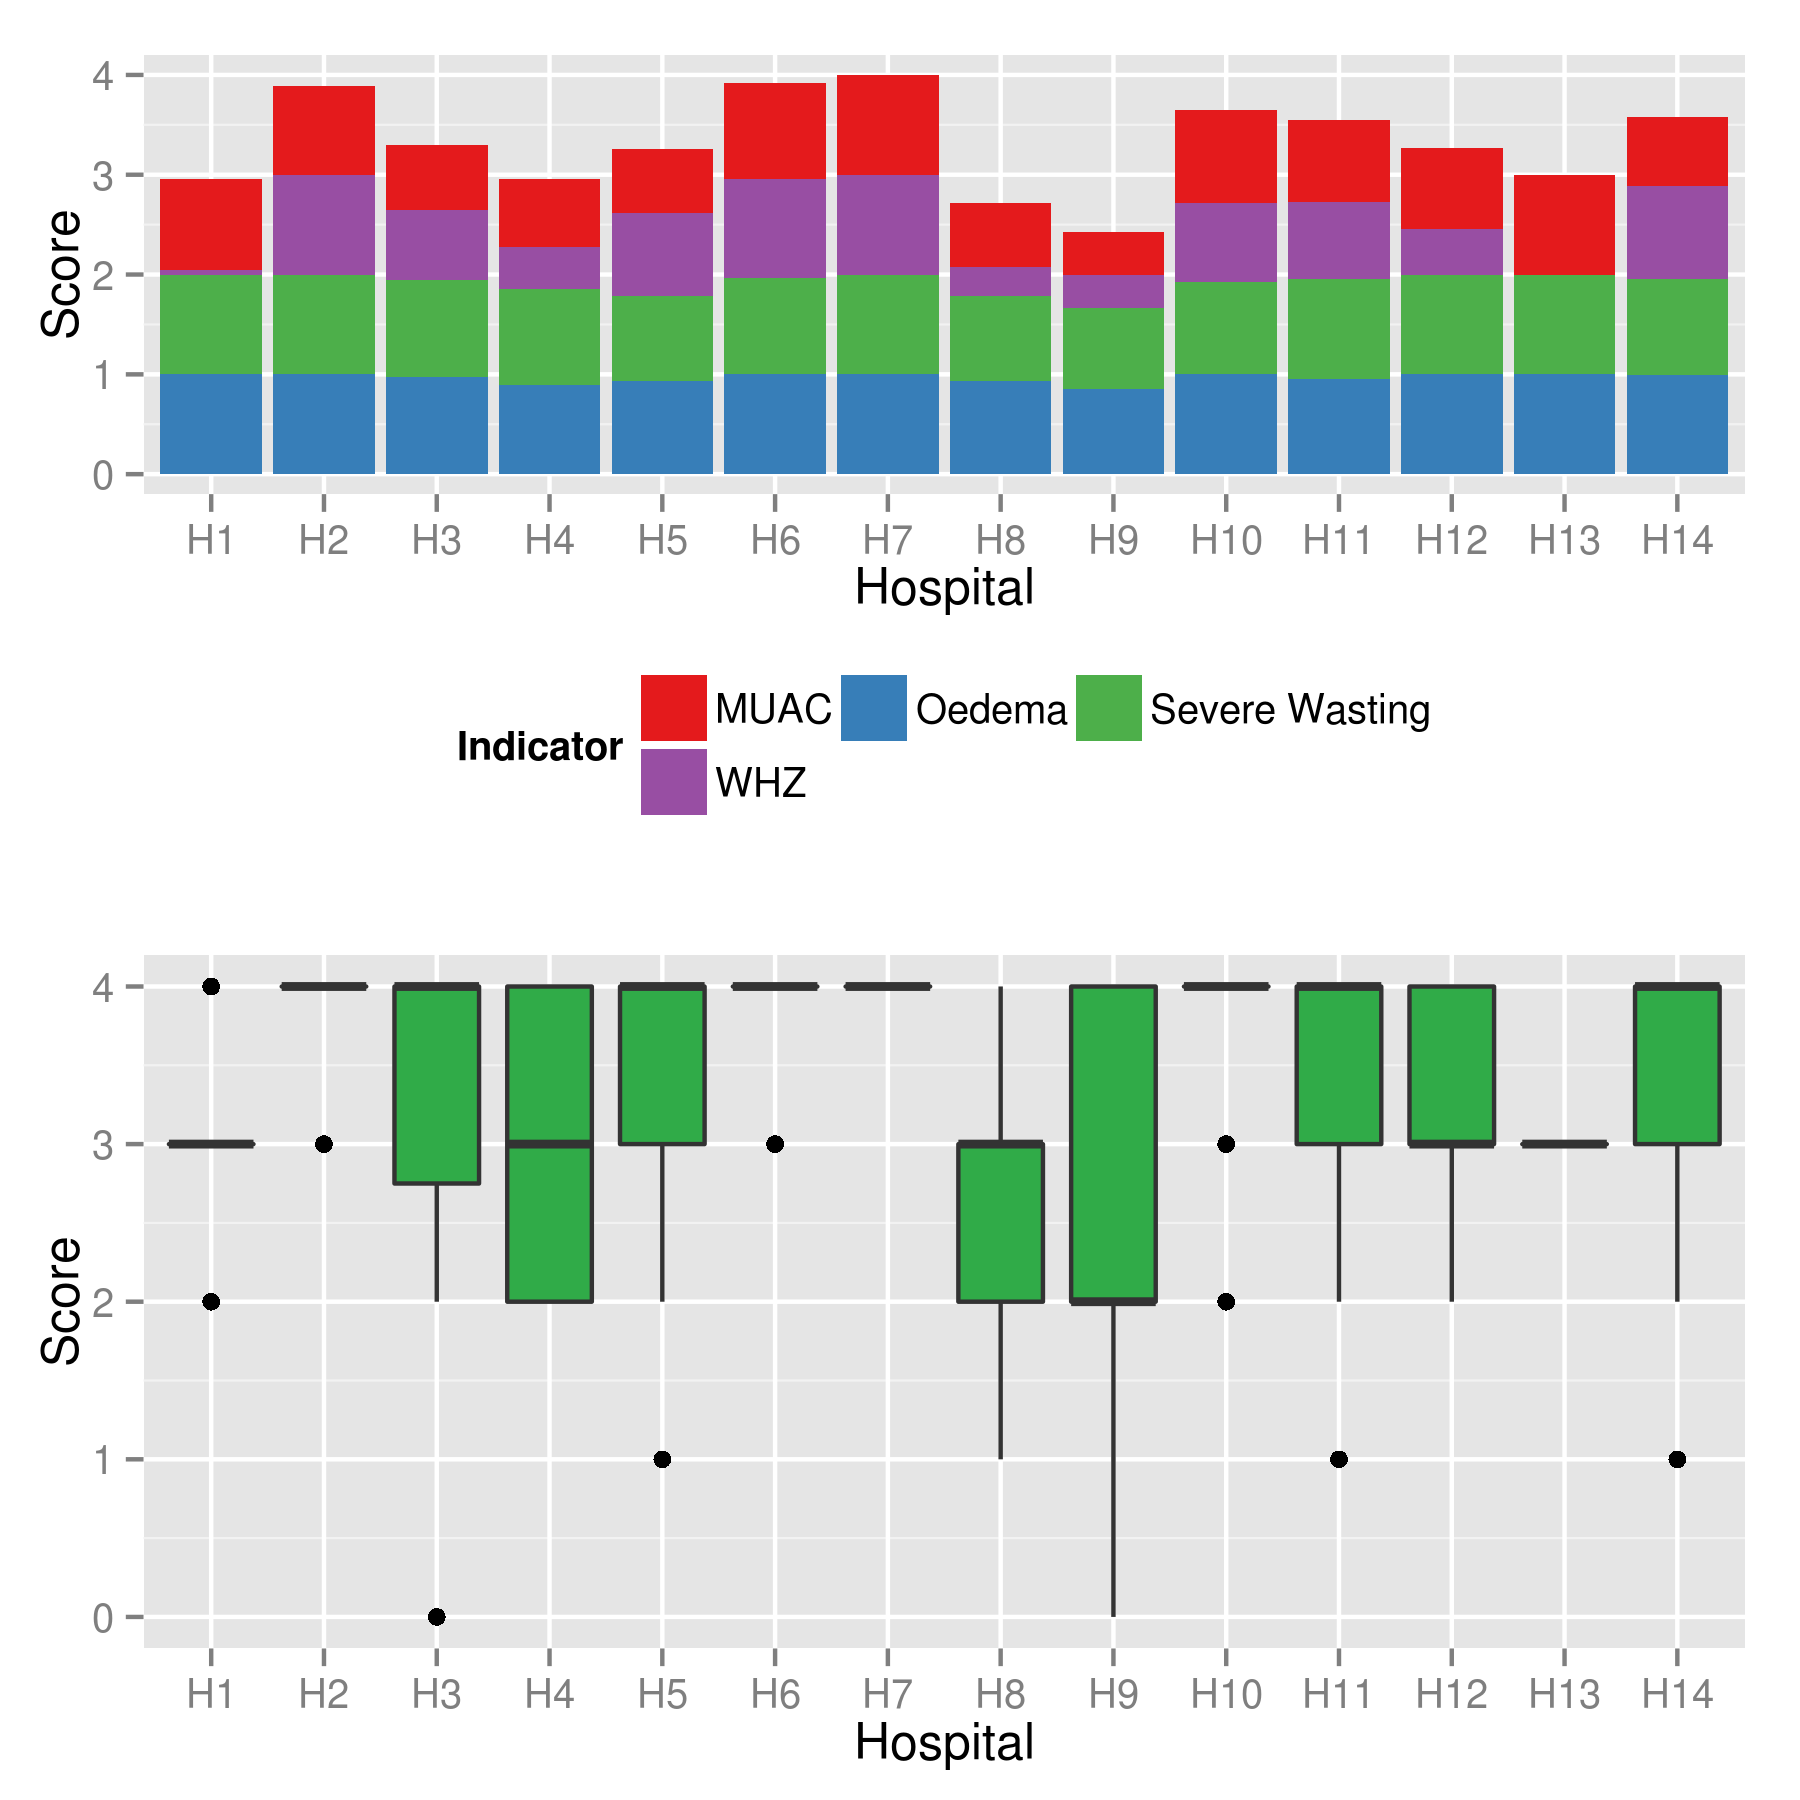 4
3
2
1
0
Score
H1 H2 H3 H4 H5 H6 H7 H8 H9 H10 H11 H12 H13 H14
Hospital
Indicator
MUAC Oedema Severe Wasting
WHZ
4
3
2
1
0
Score
H1 H2 H3 H4 H5 H6 H7 H8 H9 H10 H11 H12 H13 H14
Hospital